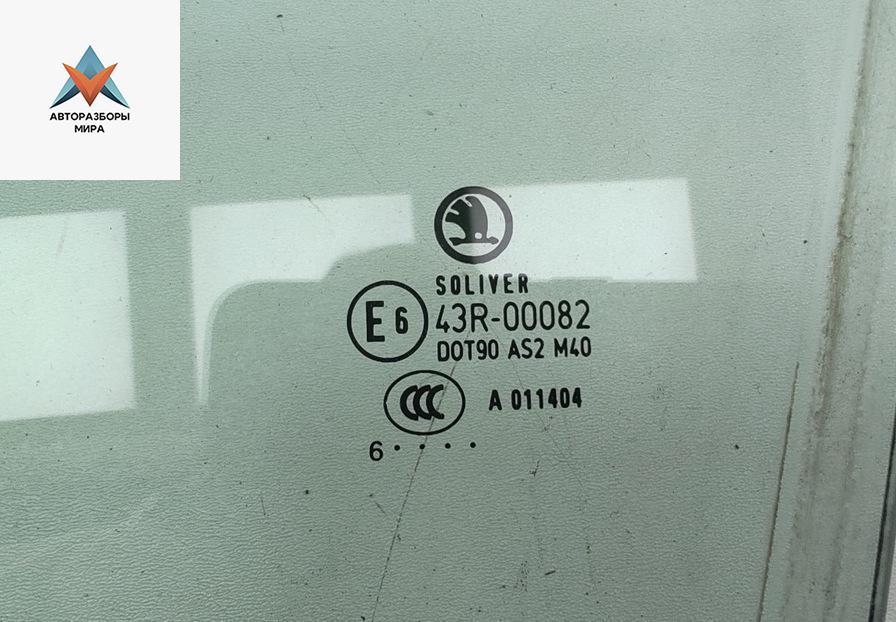 АВТОРАЗБОРЫ
МИРА
SOLIVER
E6
43R-00082
DOT90 AS2 M40
CCC
A 011404
6 · · · ·